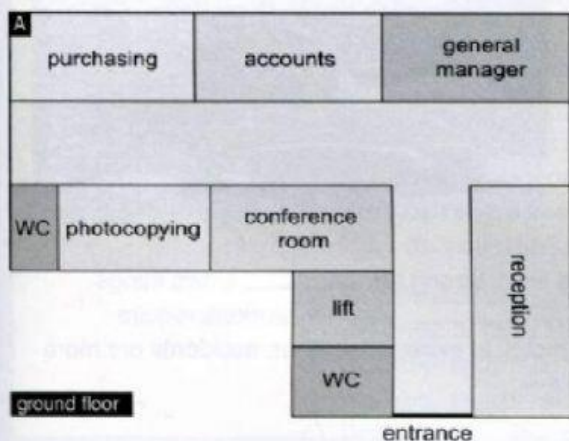 A
purchasing
accounts
general
manager
WC
photocopying
conference
room
reception
lift
WC
ground floor
entrance